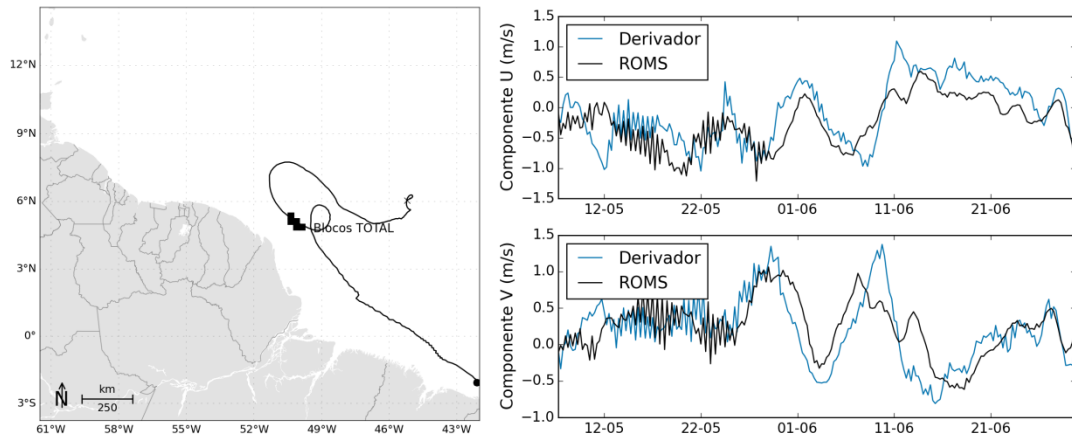 12°N
9°N
6°N
3°N
0°
3°S
Blocos TOTAL
N
km
250
61°W 58°W 55°W 52°W 49°W 46°W 43°W
Componente U (m/s)
1.5
1.0
0.5
0.0
−0.5
−1.0
−1.5
Derivador
ROMS
12-05 22-05 01-06 11-06 21-06
Componente V (m/s)
1.5
1.0
0.5
0.0
−0.5
−1.0
Derivador
ROMS
12-05 22-05 01-06 11-06 21-06